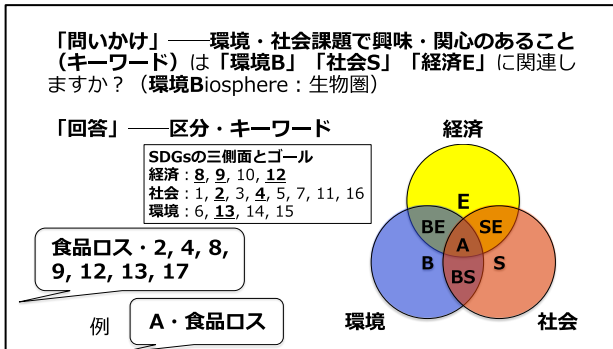 「問いかけ」――環境・社会課題で興味・関心のあること
（キーワード）は「環境B」「社会S」「経済E」に関連し
ますか？（環境Biosphere：生物圏）
「回答」――区分・キーワード
SDGsの三側面とゴール
経済：8, 9, 10, 12
社会：1, 2, 3, 4, 5, 7, 11, 16
環境：6, 13, 14, 15
食品ロス・2, 4, 8,
9, 12, 13, 17
例
A・食品ロス
経済
E
BE
SE
A
B
S
BS
環境
社会